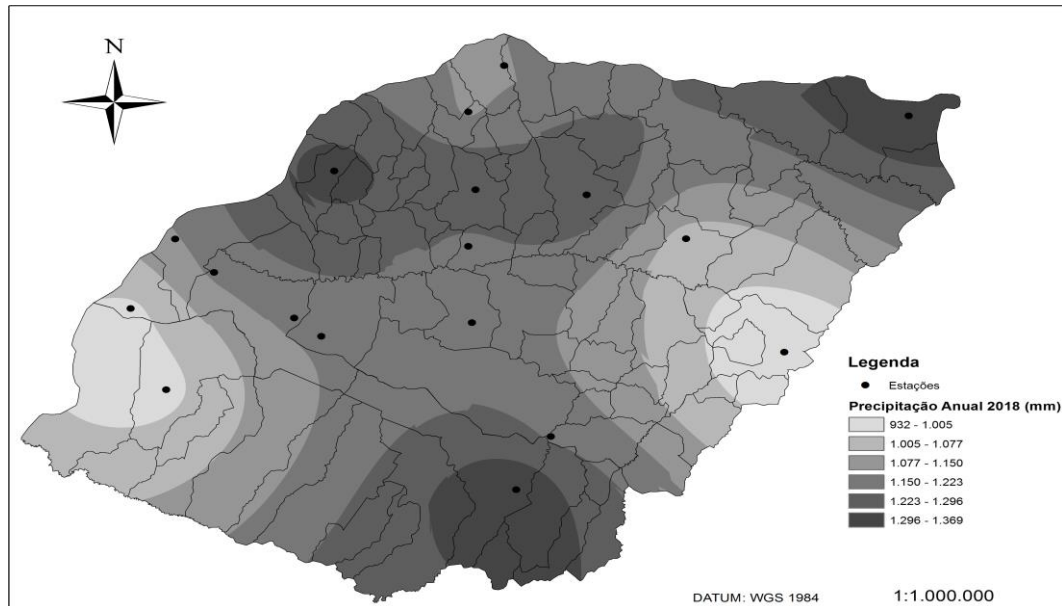 N
Legenda
Estações
Precipitação Anual 2018 (mm)
932 - 1.005
1.005 - 1.077
1.077 - 1.150
1.150 - 1.223
1.223 - 1.296
1.296 - 1.369
DATUM: WGS 1984 1:1.000.000